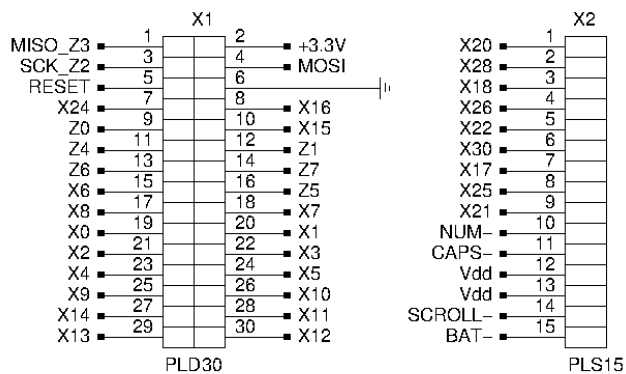 X1 X2
MISO_Z3 1 2 +3.3V X20 1
SCK_Z2 3 4 MOSI X28 2
RESET 5 6 X18 3
X24 7 8 X16 X26 4
Z0 9 10 X15 X22 5
Z4 11 12 Z1 X30 6
Z6 13 14 Z7 X17 7
X6 15 16 Z5 X25 8
X8 17 18 X7 X21 9
X0 19 20 X1 NUM- 10
X2 21 22 X3 CAPS- 11
X4 23 24 X5 Vdd 12
X9 25 26 X10 Vdd 13
X14 27 28 X11 SCROLL- 14
X13 29 30 X12 BAT- 15
PLD30 PLS15